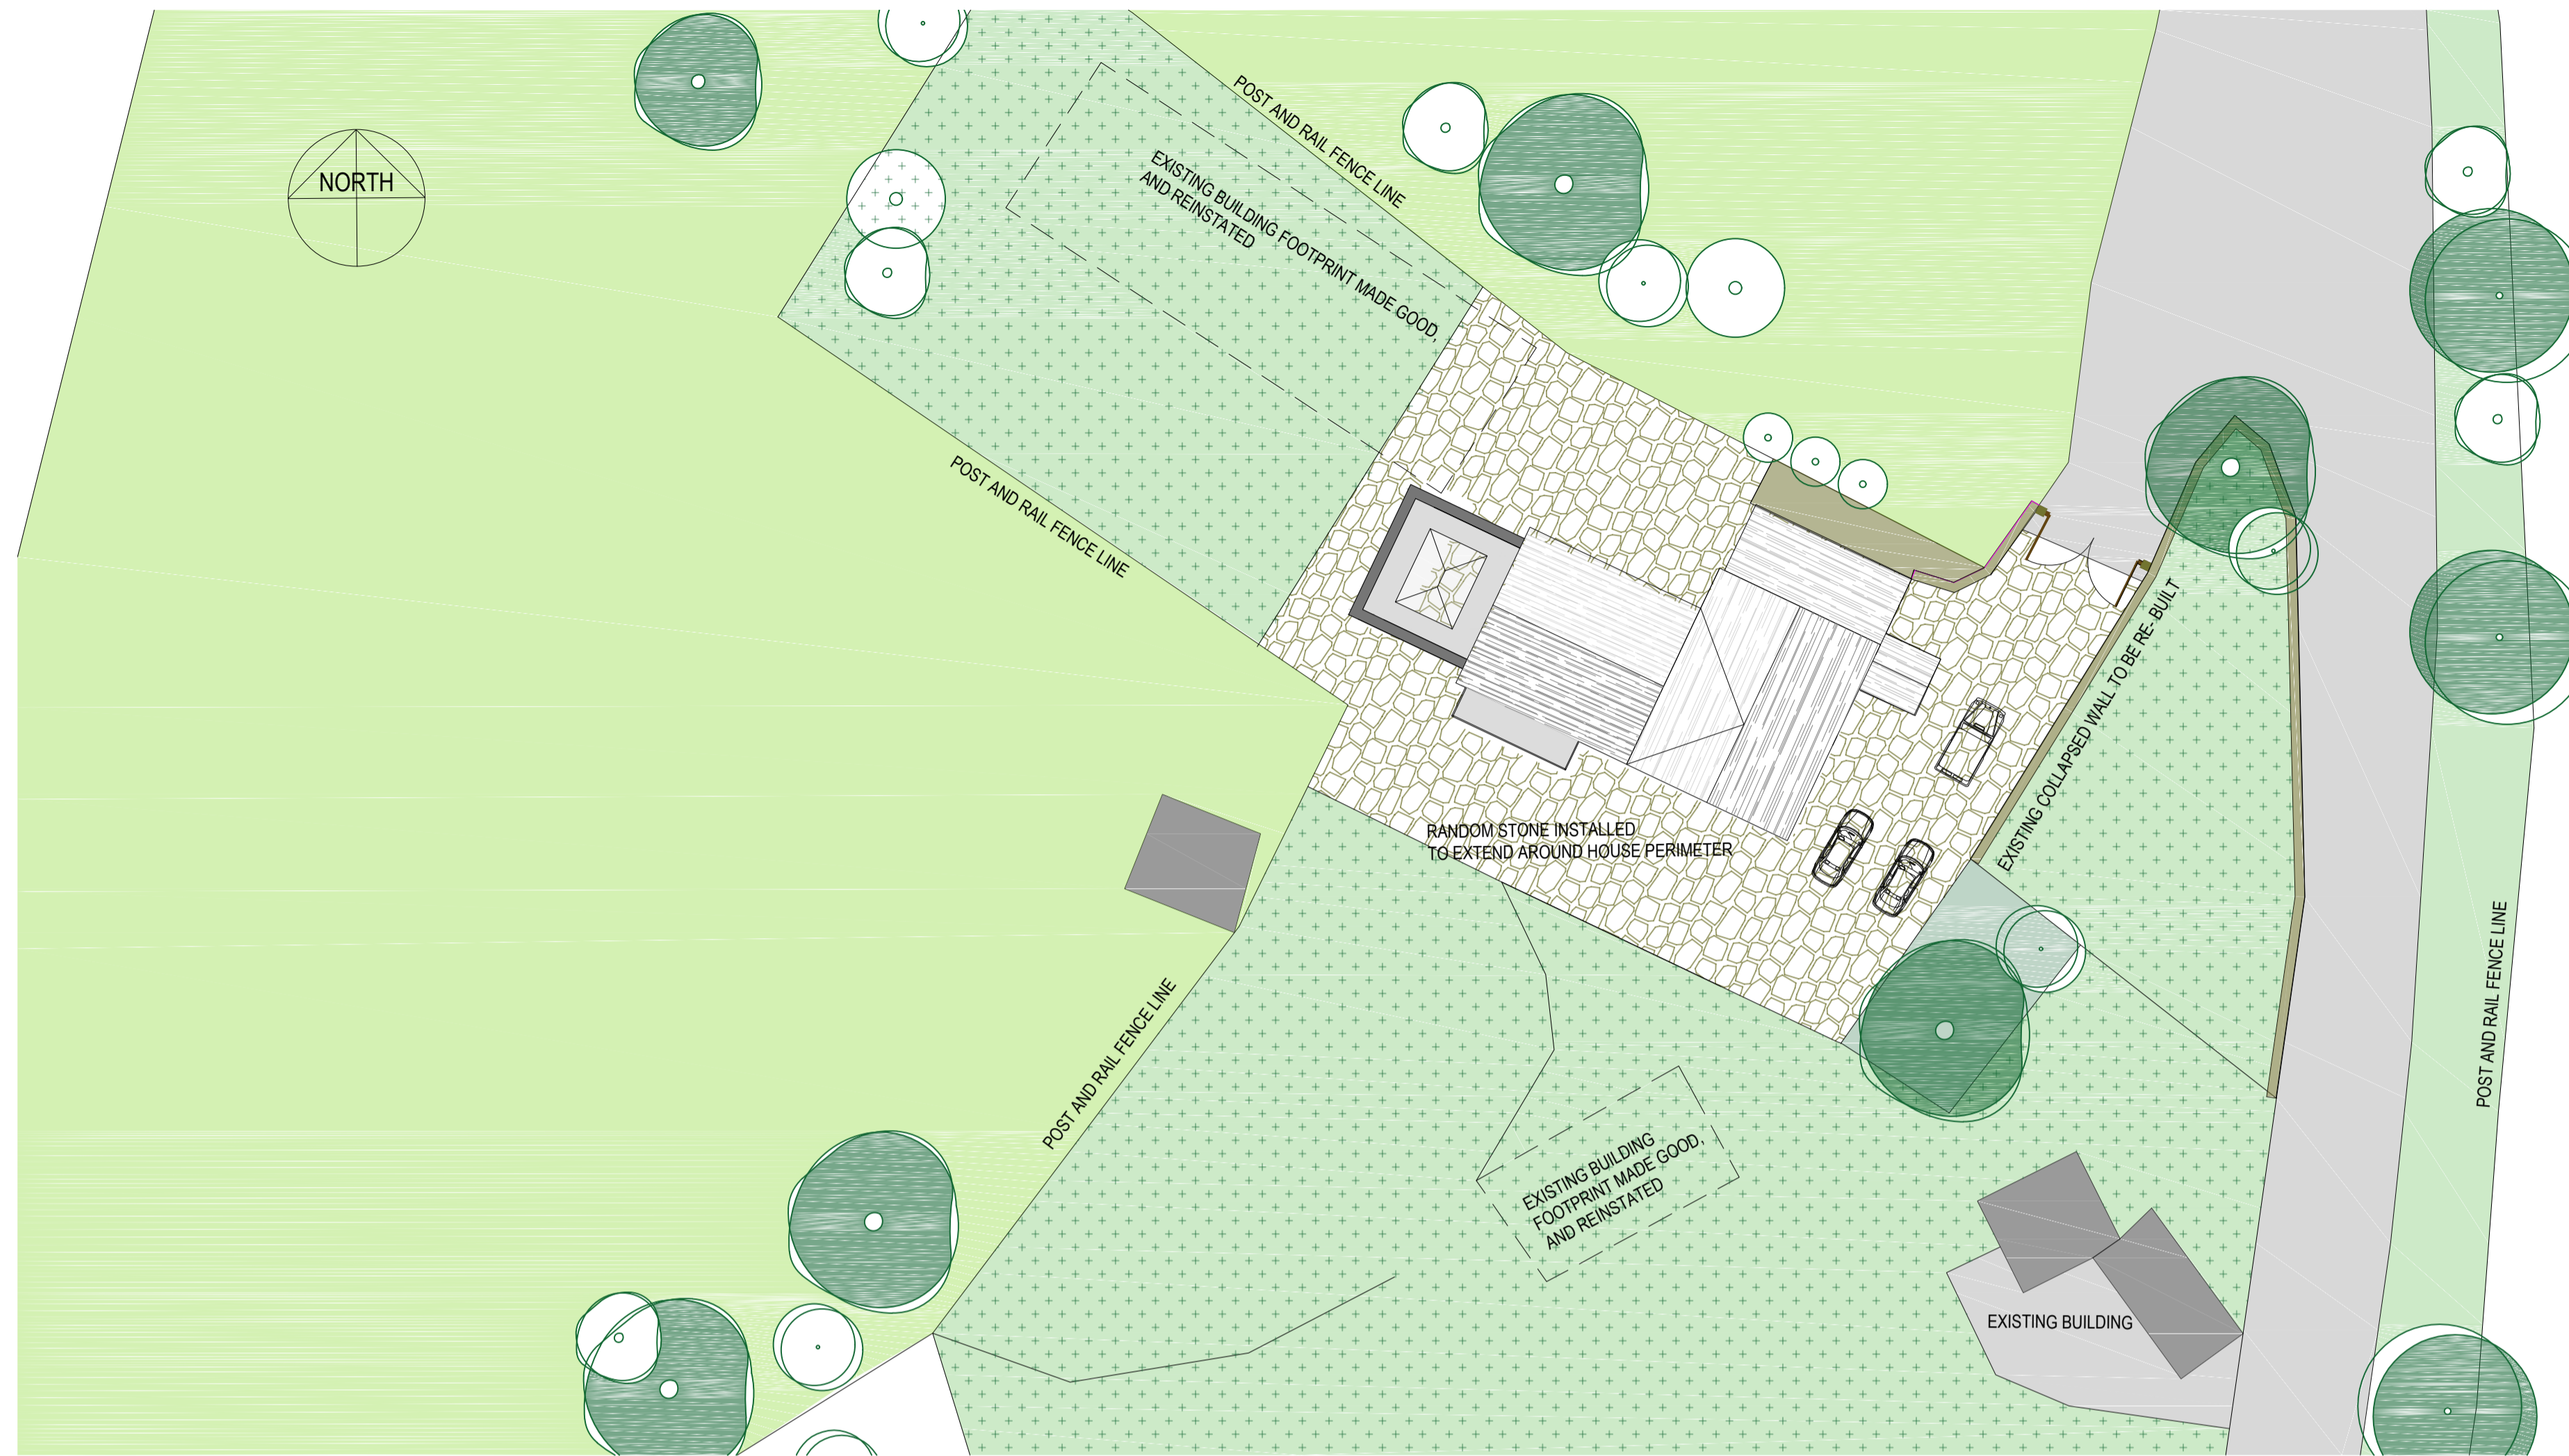 NORTH
POST AND RAIL FENCE LINE
EXISTING BUILDING FOOTPRINT MADE GOOD,
AND REINSTATED
POST AND RAIL FENCE LINE
EXISTING COLLAPSED WALL TO BE RE- BUILT
RANDOM STONE INSTALLED
TO EXTEND AROUND HOUSE PERIMETER
POST AND RAIL FENCE LINE
POST AND RAIL FENCE LINE
EXISTING BUILDING
FOOTPRINT MADE GOOD,
AND REINSTATED
EXISTING BUILDING